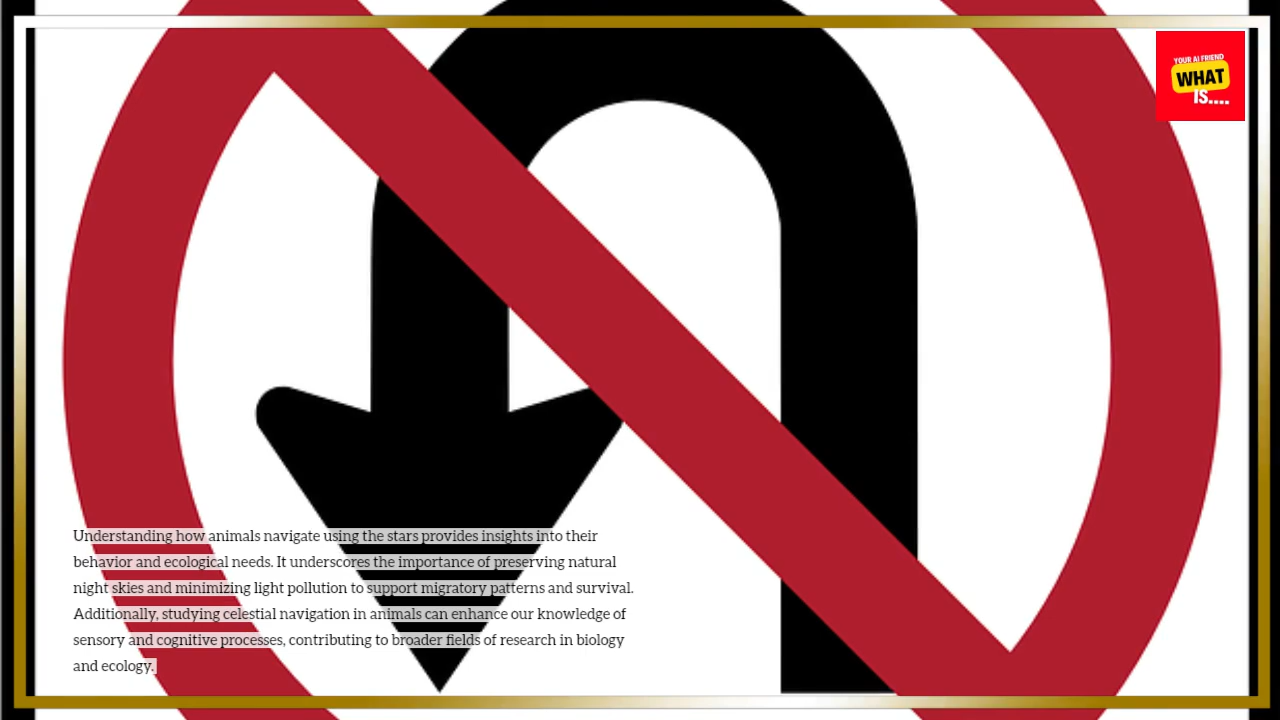 YOUR AI FRIEND
WHAT
IS....
Understanding how animals navigate using the stars provides insights into their
behavior and ecological needs. It underscores the importance of preserving natural
night skies and minimizing light pollution to support migratory patterns and survival.
Additionally, studying celestial navigation in animals can enhance our knowledge of
sensory and cognitive processes, contributing to broader fields of research in biology
and ecology.